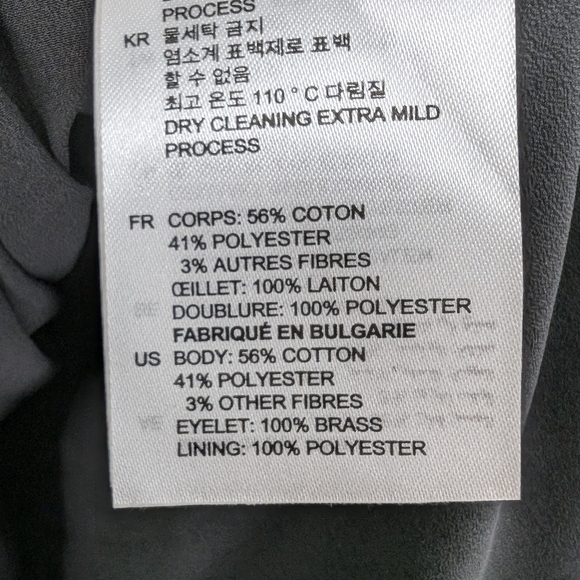 PROCESS
KR 물세탁 금지
염소계 표백제로 표백
할 수 없음
최고 온도 110 ° C 다림질
DRY CLEANING EXTRA MILD
PROCESS
FR CORPS: 56% COTON
41% POLYESTER
3% AUTRES FIBRES
ŒILLET: 100% LAITON
DOUBLURE: 100% POLYESTER
FABRIQUÉ EN BULGARIE
US BODY: 56% COTTON
41% POLYESTER
3% OTHER FIBRES
EYELET: 100% BRASS
LINING: 100% POLYESTER